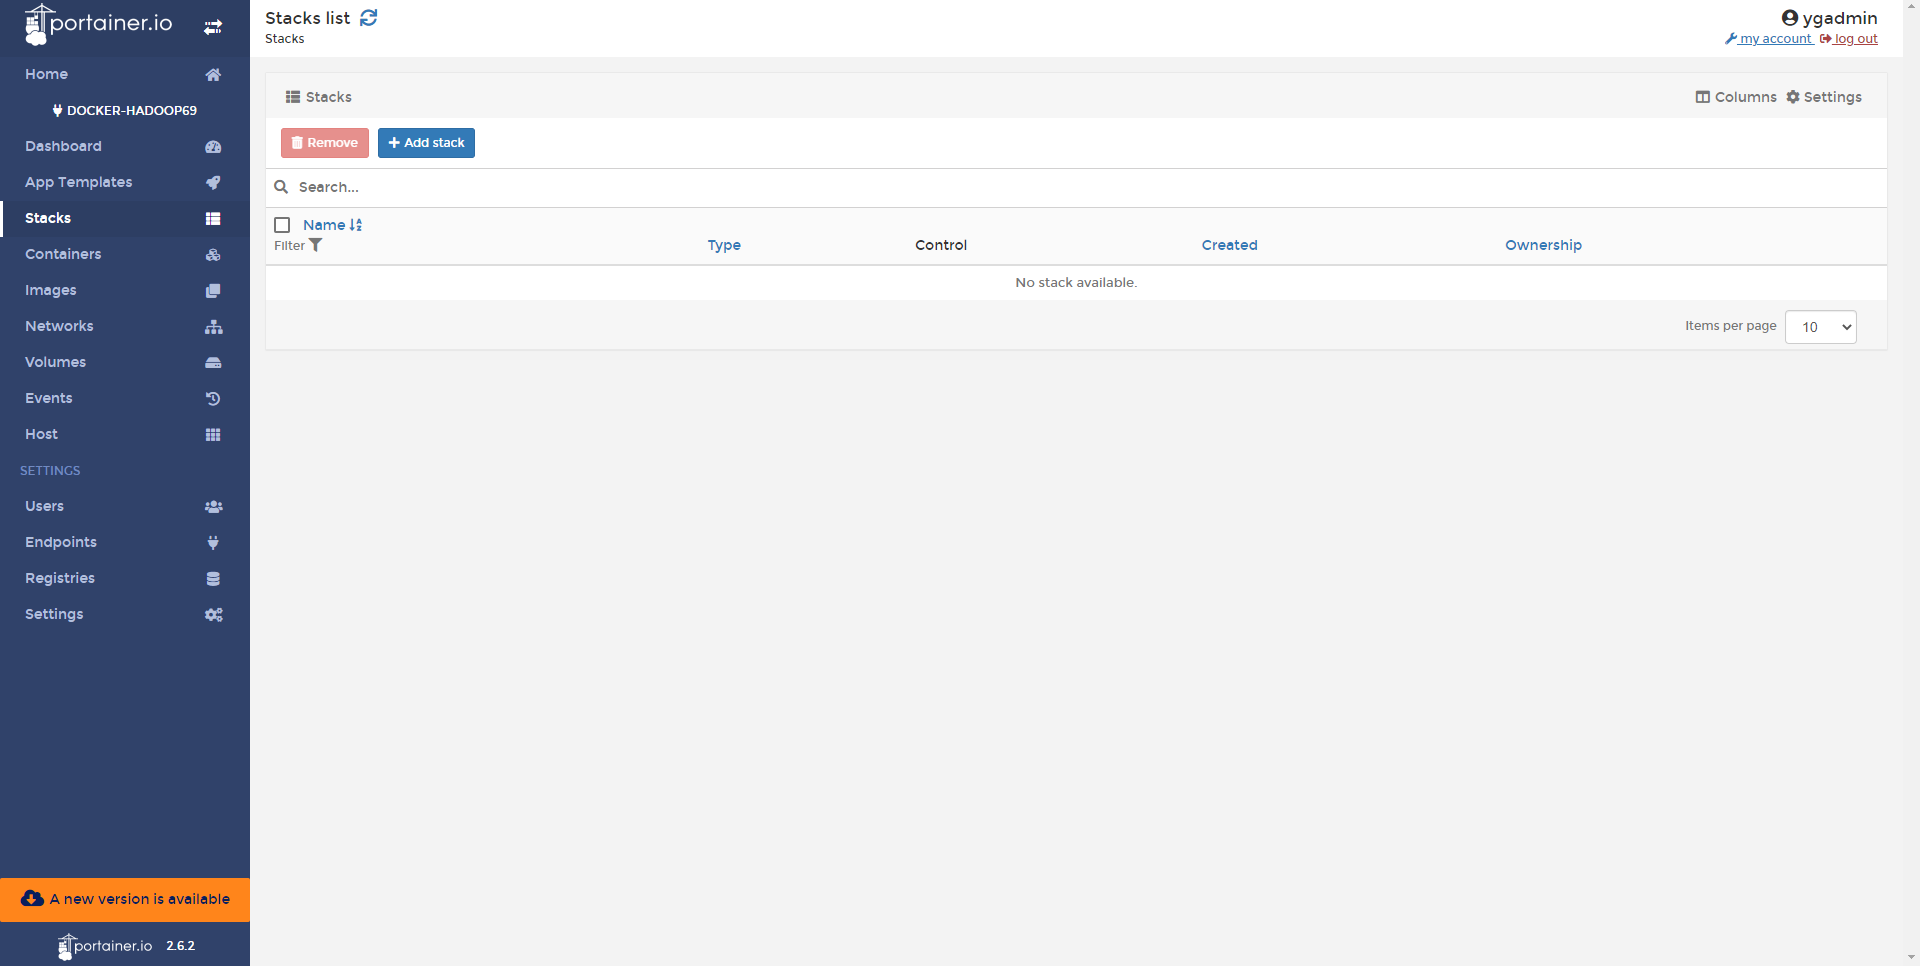 portainer.io
Home
DOCKER-HADOOP69
Dashboard
App Templates
Stacks
Containers
Images
Networks
Volumes
Events
Host
SETTINGS
Users
Endpoints
Registries
Settings
A new version is available
portainer.io 2.6.2
Stacks list
Stacks
ygadmin
my account log out
Stacks
Columns Settings
Remove Add stack
Search...
Name
Filter
Type Control Created Ownership
No stack available.
Items per page 10